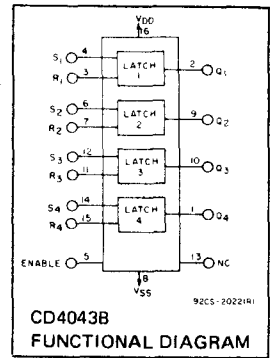 VDD
16
S1 4 LATCH 1 2 Q1
R1 3
S2 6 LATCH 2 9 Q2
R2 7
S3 12 LATCH 3 10 Q3
R3 11
S4 14 LATCH 4 1 Q4
R4 15
ENABLE 5 13 NC
8
VSS
92CS-20221R1
CD4043B
FUNCTIONAL DIAGRAM